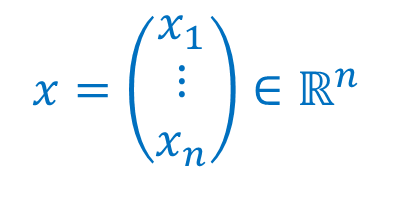 x = (x₁ ⋮ xₙ) ∈ ℝⁿ